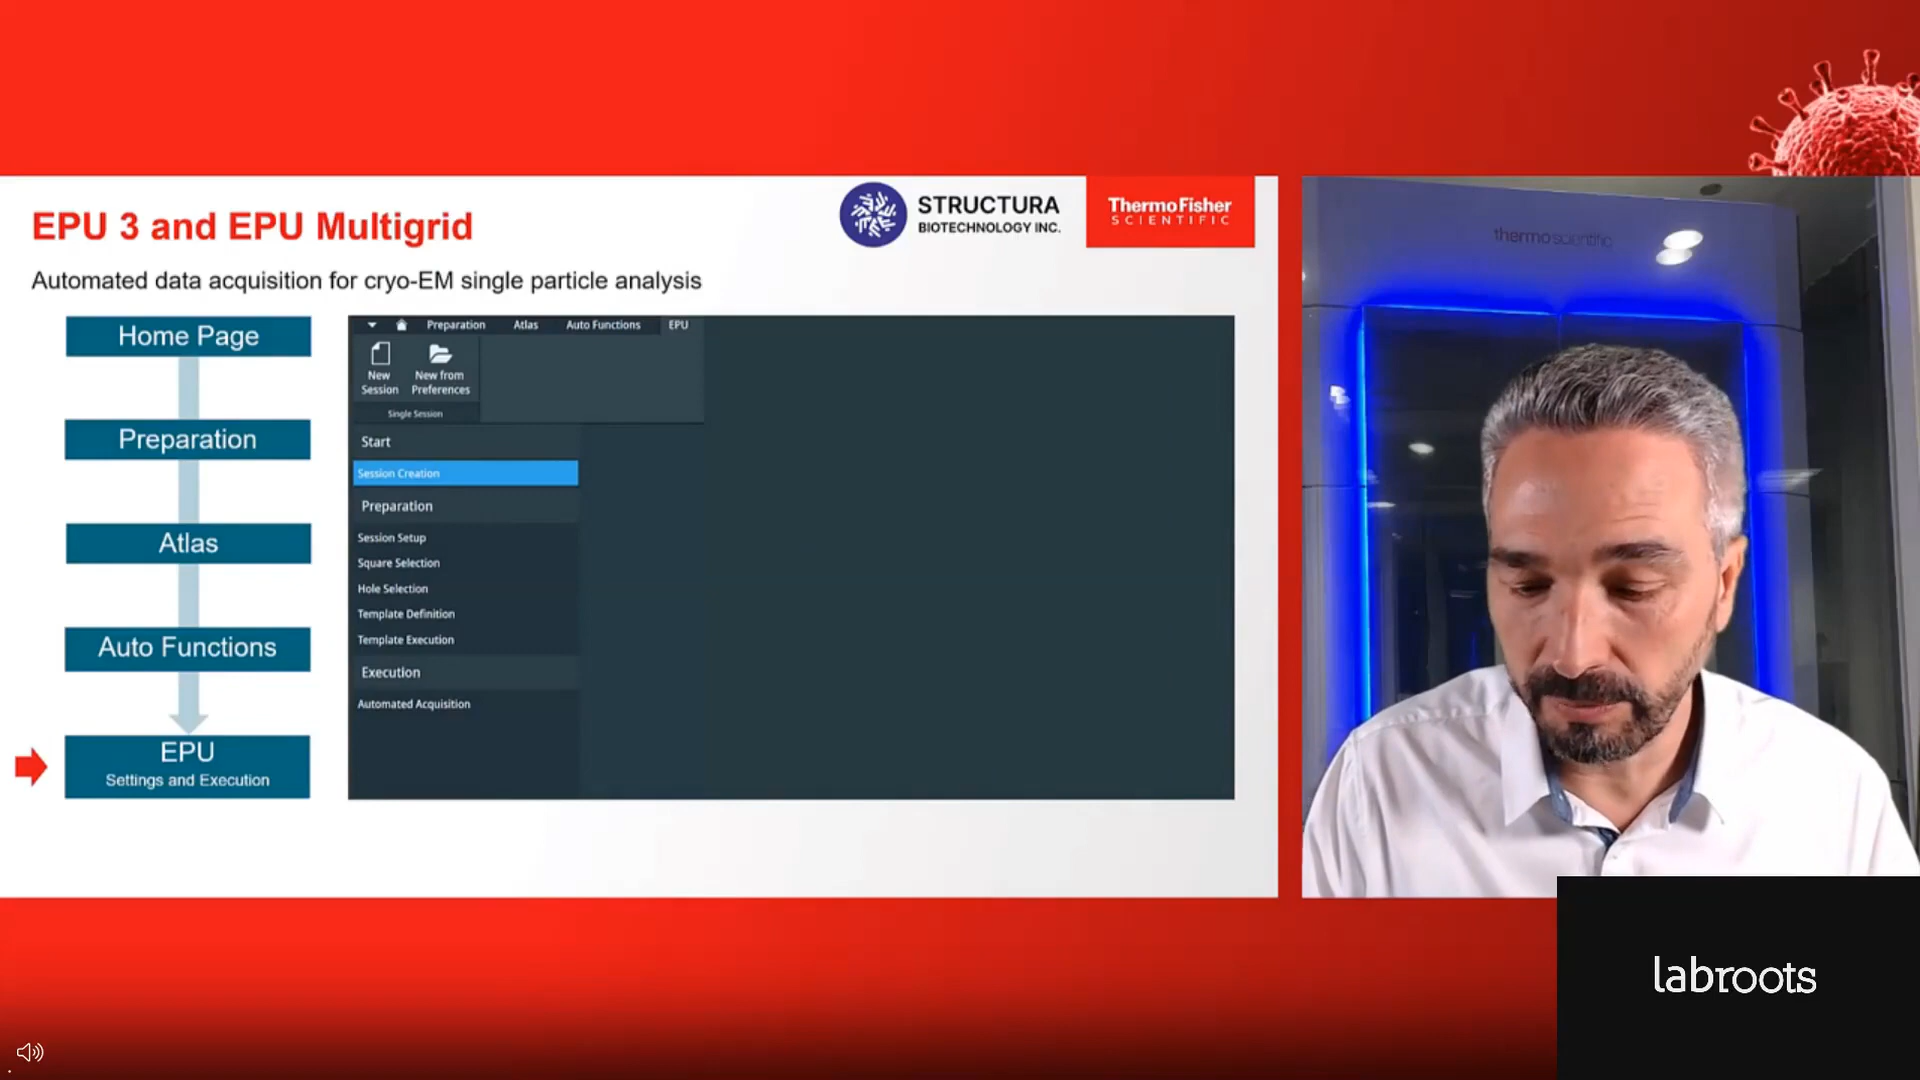 EPU 3 and EPU Multigrid
STRUCTURA
BIOTECHNOLOGY INC.
ThermoFisher
SCIENTIFIC
Automated data acquisition for cryo-EM single particle analysis
Home Page
Preparation
Atlas
Auto Functions
EPU
Settings and Execution
Preparation Atlas Auto Functions EPU
New Session
New from Preferences
Single Session
Start
Session Creation
Preparation
Session Setup
Square Selection
Hole Selection
Template Definition
Template Execution
Execution
Automated Acquisition
thermo scientific
labroots